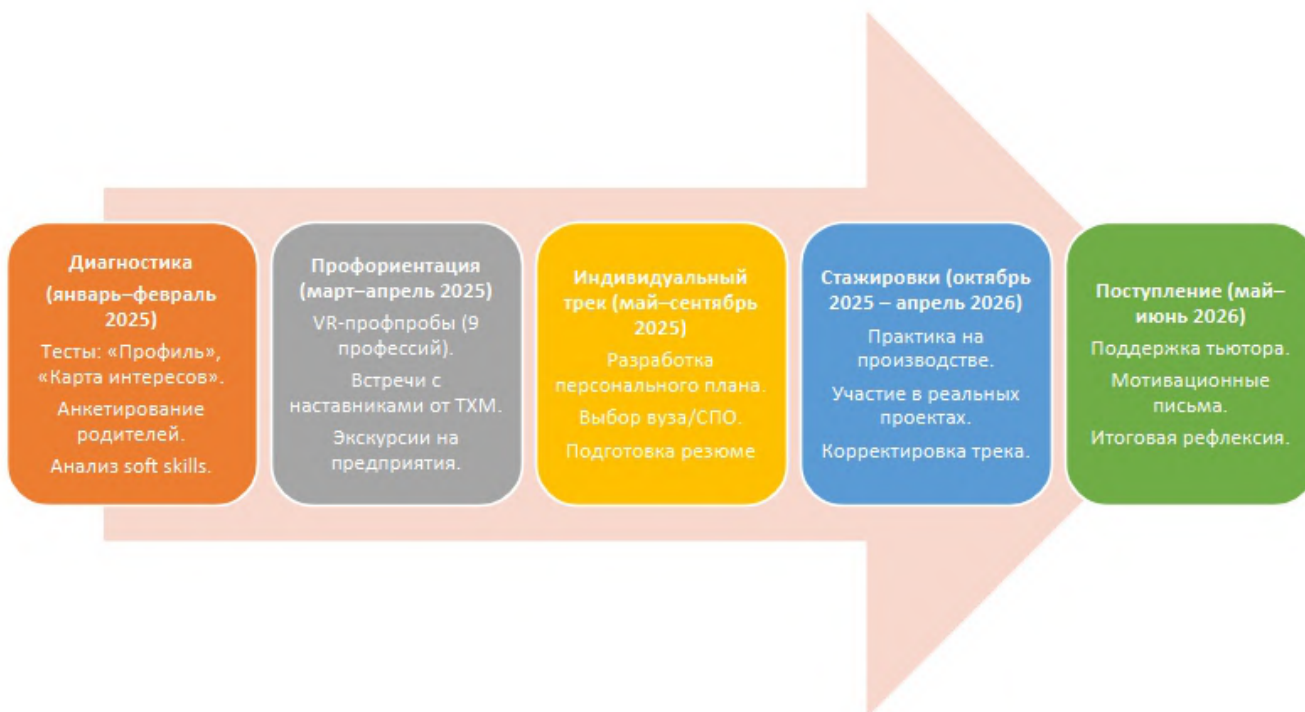 Диагностика
(январь–февраль
2025)
Тесты: «Профиль»,
«Карта интересов».
Анкетирование
родителей.
Анализ soft skills.
Профориентация
(март–апрель 2025)
VR-профпробы (9
профессий).
Встречи с
наставниками от ТХМ.
Экскурсии на
предприятия.
Индивидуальный
трек (май–сентябрь
2025)
Разработка
персонального плана.
Выбор вуза/СПО.
Подготовка резюме
Стажировки (октябрь
2025 – апрель 2026)
Практика на
производстве.
Участие в реальных
проектах.
Корректировка трека.
Поступление (май–
июнь 2026)
Поддержка тьютора.
Мотивационные
письма.
Итоговая рефлексия.